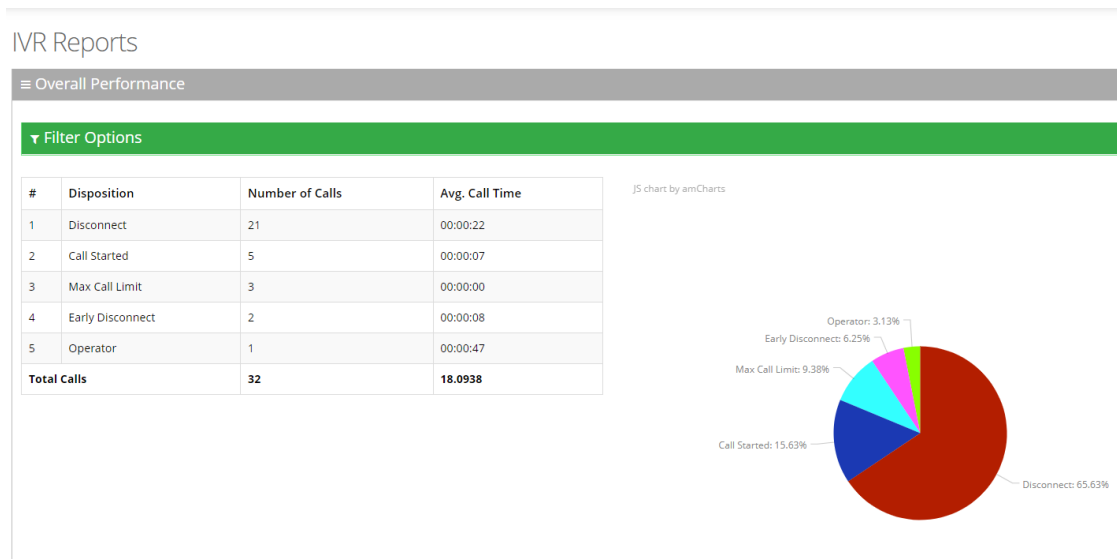 IVR Reports
Overall Performance
Filter Options
# Disposition Number of Calls Avg. Call Time
1 Disconnect 21 00:00:22
2 Call Started 5 00:00:07
3 Max Call Limit 3 00:00:00
4 Early Disconnect 2 00:00:08
5 Operator 1 00:00:47
Total Calls 32 18.0938
JS chart by amCharts
Operator: 3.13%
Early Disconnect: 6.25%
Max Call Limit: 9.38%
Call Started: 15.63%
Disconnect: 65.63%